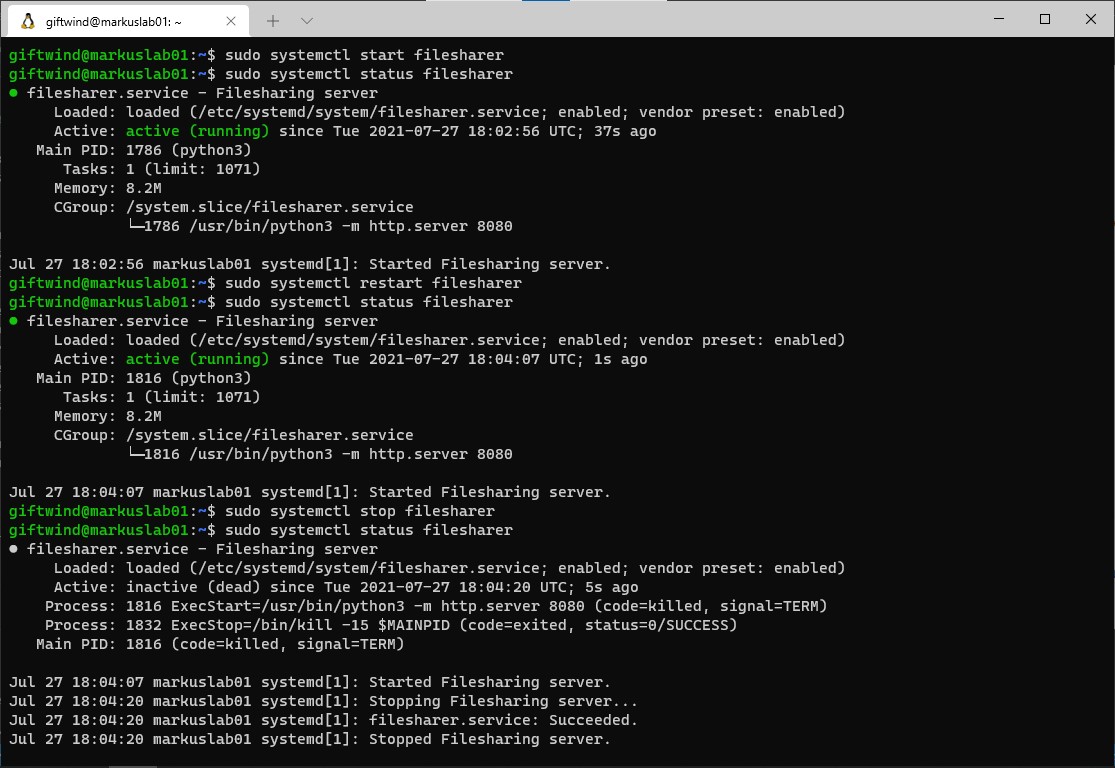 giftwind@markuslab01: ~
giftwind@markuslab01:~$ sudo systemctl start filesharer
giftwind@markuslab01:~$ sudo systemctl status filesharer
● filesharer.service - Filesharing server
     Loaded: loaded (/etc/systemd/system/filesharer.service; enabled; vendor preset: enabled)
     Active: active (running) since Tue 2021-07-27 18:02:56 UTC; 37s ago
   Main PID: 1786 (python3)
      Tasks: 1 (limit: 1071)
     Memory: 8.2M
     CGroup: /system.slice/filesharer.service
             └─1786 /usr/bin/python3 -m http.server 8080

Jul 27 18:02:56 markuslab01 systemd[1]: Started Filesharing server.
giftwind@markuslab01:~$ sudo systemctl restart filesharer
giftwind@markuslab01:~$ sudo systemctl status filesharer
● filesharer.service - Filesharing server
     Loaded: loaded (/etc/systemd/system/filesharer.service; enabled; vendor preset: enabled)
     Active: active (running) since Tue 2021-07-27 18:04:07 UTC; 1s ago
   Main PID: 1816 (python3)
      Tasks: 1 (limit: 1071)
     Memory: 8.2M
     CGroup: /system.slice/filesharer.service
             └─1816 /usr/bin/python3 -m http.server 8080

Jul 27 18:04:07 markuslab01 systemd[1]: Started Filesharing server.
giftwind@markuslab01:~$ sudo systemctl stop filesharer
giftwind@markuslab01:~$ sudo systemctl status filesharer
● filesharer.service - Filesharing server
     Loaded: loaded (/etc/systemd/system/filesharer.service; enabled; vendor preset: enabled)
     Active: inactive (dead) since Tue 2021-07-27 18:04:20 UTC; 5s ago
    Process: 1816 ExecStart=/usr/bin/python3 -m http.server 8080 (code=killed, signal=TERM)
    Process: 1832 ExecStop=/bin/kill -15 $MAINPID (code=exited, status=0/SUCCESS)
   Main PID: 1816 (code=killed, signal=TERM)

Jul 27 18:04:07 markuslab01 systemd[1]: Started Filesharing server.
Jul 27 18:04:20 markuslab01 systemd[1]: Stopping Filesharing server...
Jul 27 18:04:20 markuslab01 systemd[1]: filesharer.service: Succeeded.
Jul 27 18:04:20 markuslab01 systemd[1]: Stopped Filesharing server.